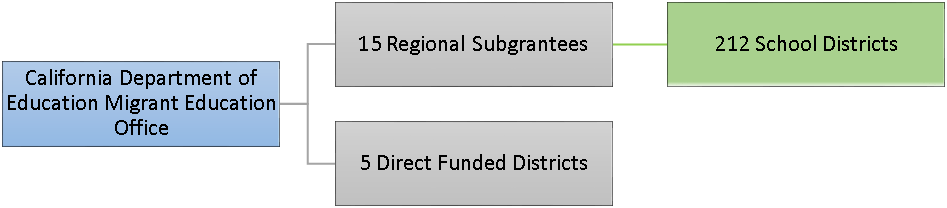 California Department of
Education Migrant Education
Office
15 Regional Subgrantees
212 School Districts
5 Direct Funded Districts